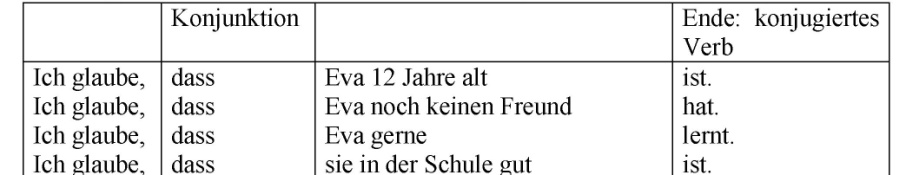 Konjunktion Ende: konjugiertes
Verb
Ich glaube, dass Eva 12 Jahre alt ist.
Ich glaube, dass Eva noch keinen Freund hat.
Ich glaube, dass Eva gerne lernt.
Ich glaube, dass sie in der Schule gut ist.